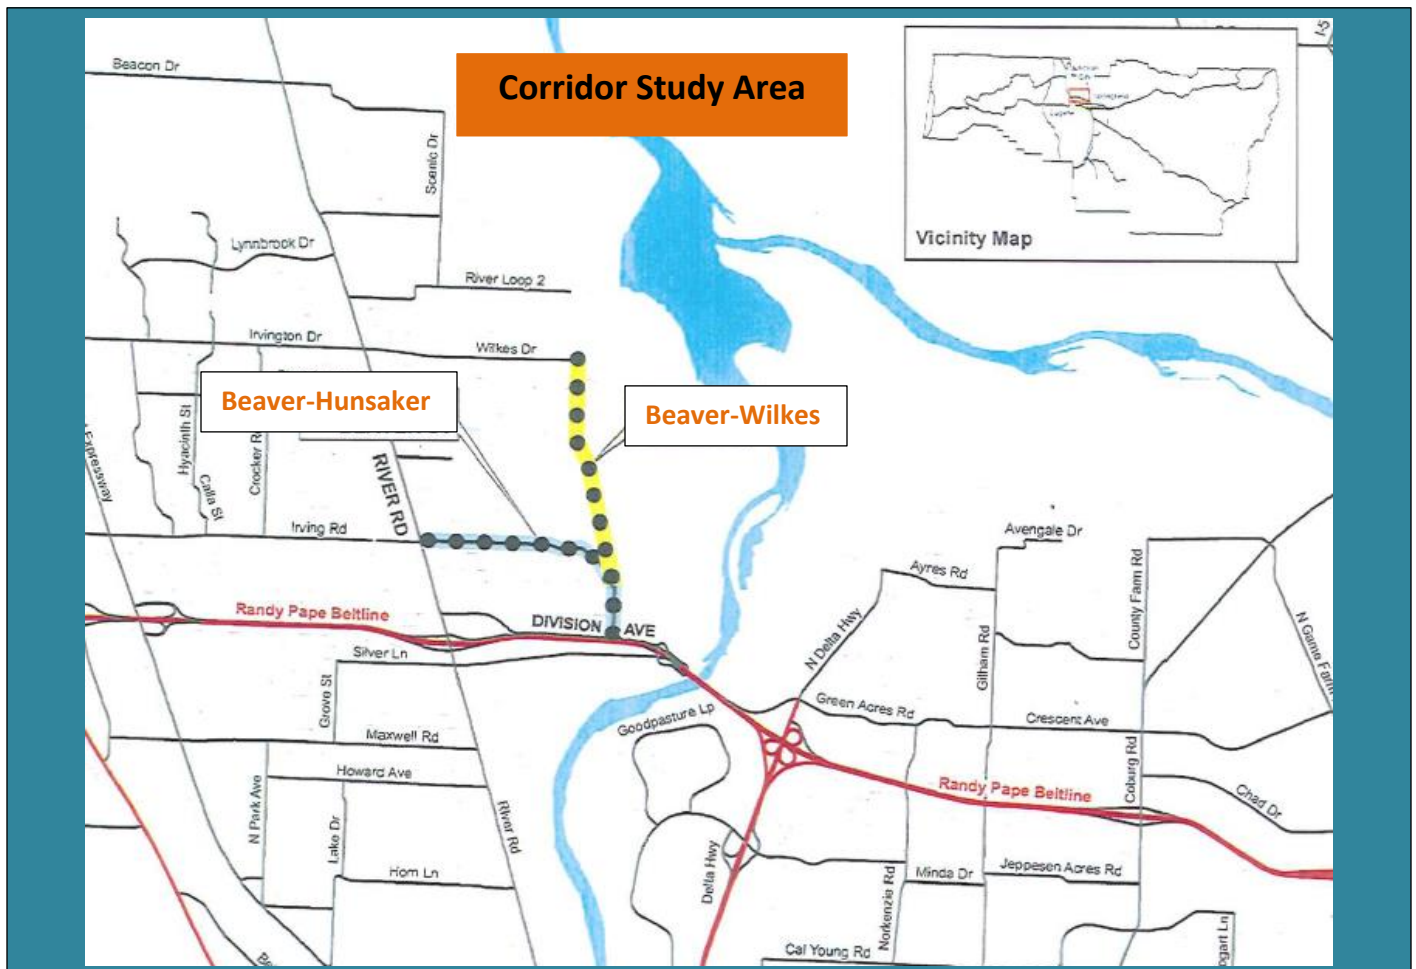 Corridor Study Area
I-5
Beacon Dr
Scenic Dr
Vicinity Map
Lynnbrook Dr
River Loop 2
Irvington Dr
Wilkes Dr
Beaver-Hunsaker
Beaver-Wilkes
Expressway
Hyacinth St
Calla St
Crocker
RIVER RD
Irving Rd
Avengale Dr
Ayres Rd
County Farm Rd
N Game Farm
Randy Pape Beltline
DIVISION AVE
Silver Ln
N Delta Hwy
Gilham Rd
Grove St
Goodpasture Lp
Green Acres Rd
Crescent Ave
Maxwell Rd
Howard Ave
Randy Pape Beltline
Coburg Rd
Chad Dr
N Park Ave
Lake Dr
River Rd
Horn Ln
Delta Hwy
Norkenzie Rd
Minda Dr
Jeppesen Acres Rd
Cal Young Rd